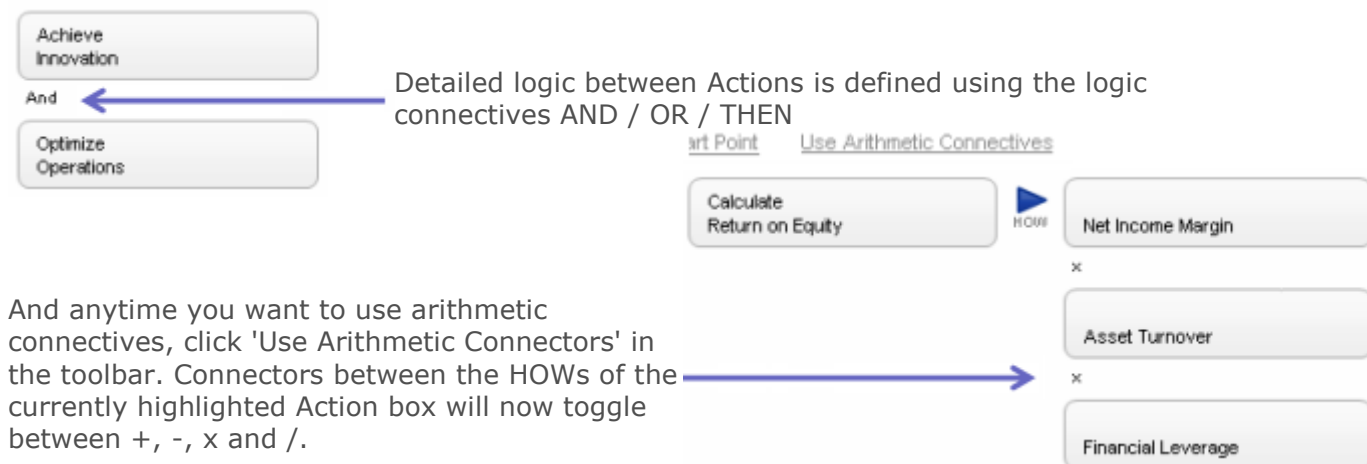 Achieve
Innovation
And
Optimize
Operations
Detailed logic between Actions is defined using the logic
connectives AND / OR / THEN
art Point Use Arithmetic Connectives
Calculate
Return on Equity
HOW
Net Income Margin
×
Asset Turnover
×
Financial Leverage
And anytime you want to use arithmetic
connectives, click 'Use Arithmetic Connectors' in
the toolbar. Connectors between the HOWs of the
currently highlighted Action box will now toggle
between +, -, x and /.